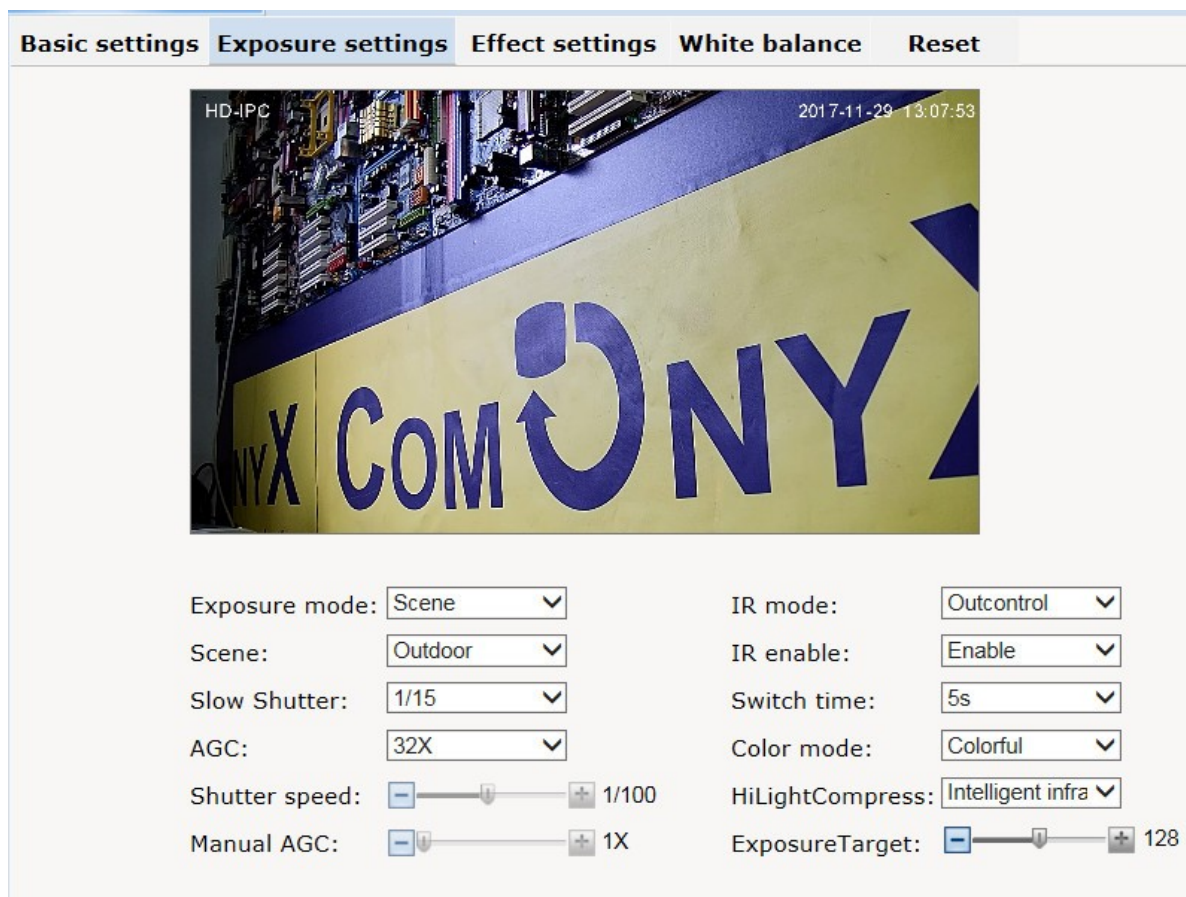 Basic settings Exposure settings Effect settings White balance Reset
HD-IPC 2017-11-29 13:07:53
NYX COMONYX
Exposure mode: Scene IR mode: Outcontrol
Scene: Outdoor IR enable: Enable
Slow Shutter: 1/15 Switch time: 5s
AGC: 32X Color mode: Colorful
Shutter speed: 1/100 HiLightCompress: Intelligent infra
Manual AGC: 1X ExposureTarget: 128